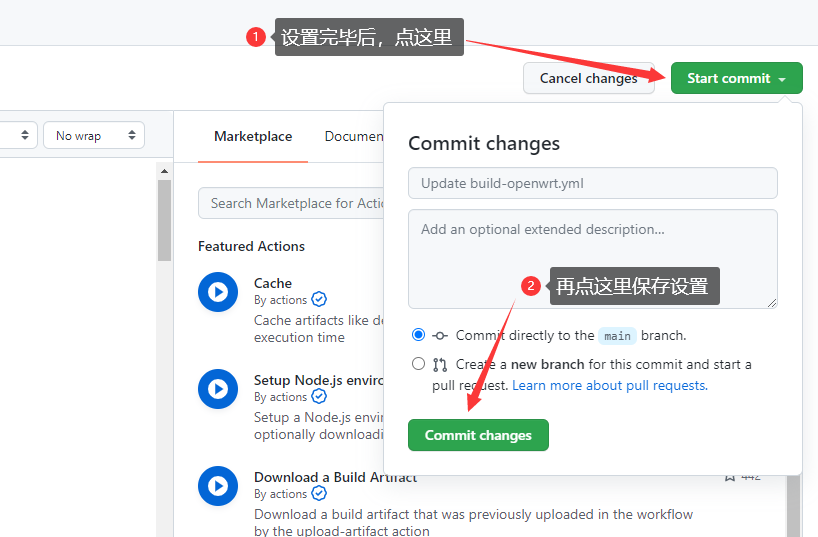 1 设置完毕后，点这里
Cancel changes
Start commit
No wrap
Marketplace
Documen
Search Marketplace for Actio
Featured Actions
Cache
By actions
Cache artifacts like de
execution time
Setup Node.js enviro
By actions
Setup a Node.js envir
optionally downloadi
Download a Build Artifact
By actions
442
Download a build artifact that was previously uploaded in the workflow
by the upload-artifact action
Commit changes
Update build-openwrt.yml
Add an optional extended description...
2 再点这里保存设置
Commit directly to the main branch.
Create a new branch for this commit and start a
pull request. Learn more about pull requests.
Commit changes